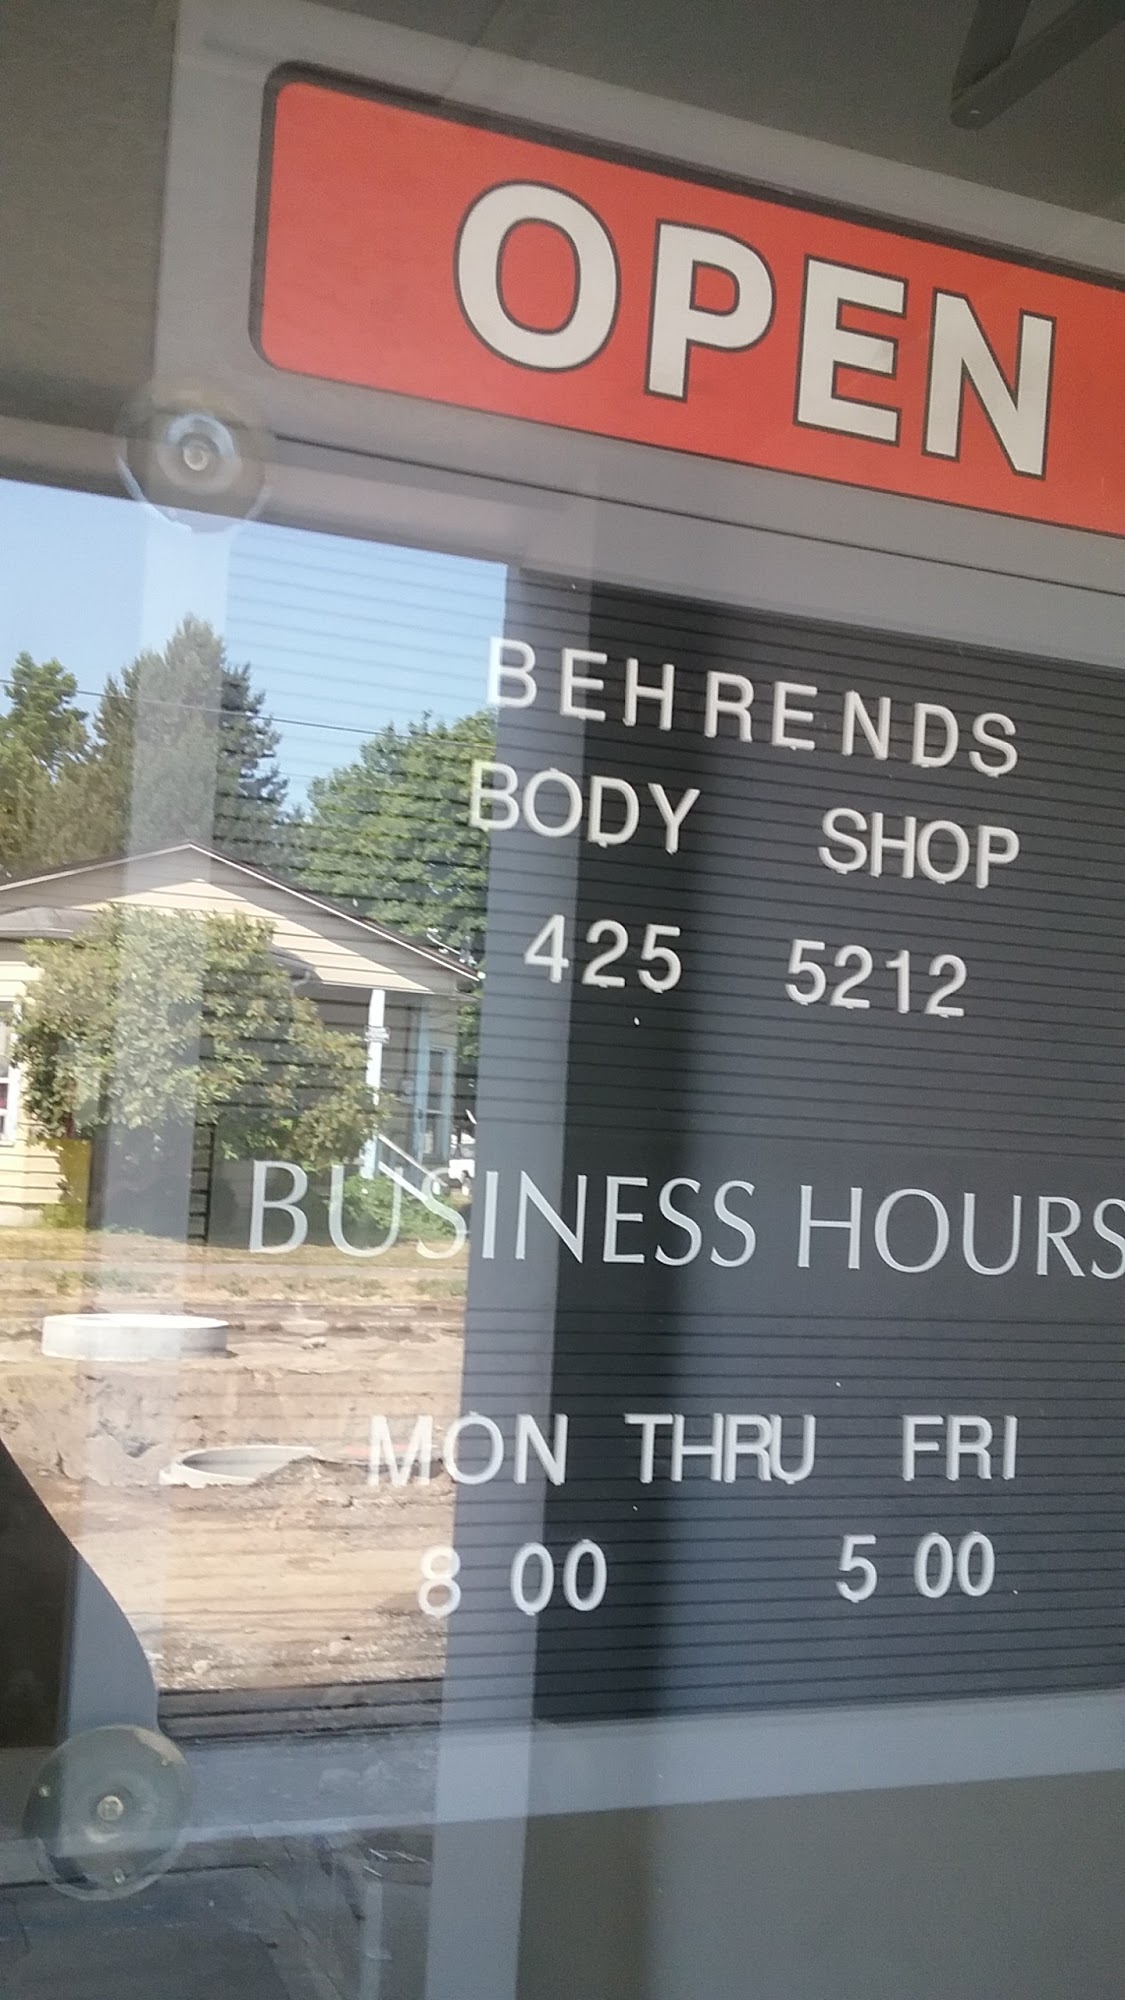 OPEN
BEHRENDS
BODY SHOP
425 5212
BUSINESS HOURS
MON THRU FRI
8 00 5 00